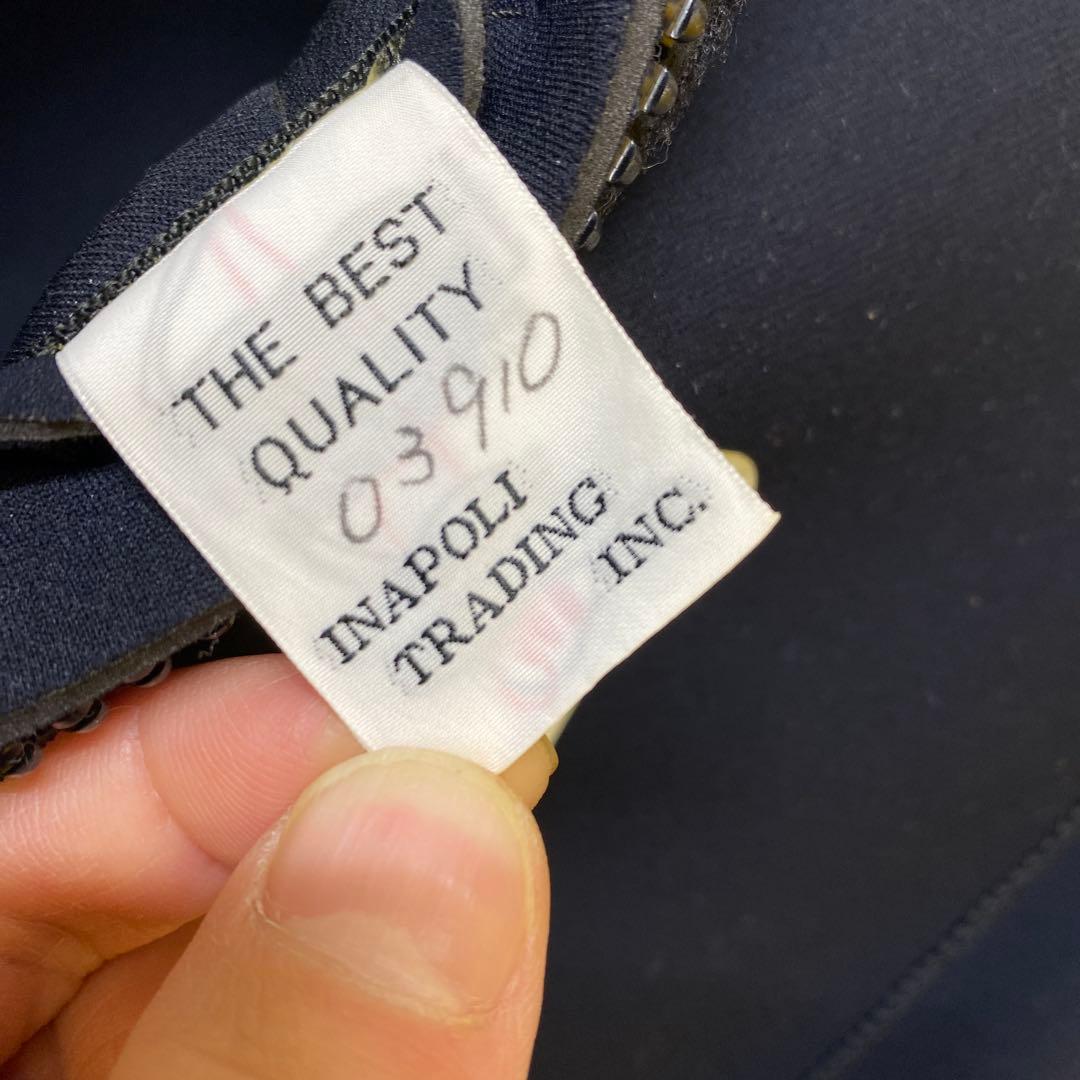 THE BEST
QUALITY
03910
INAPOLI
TRADING
INC.